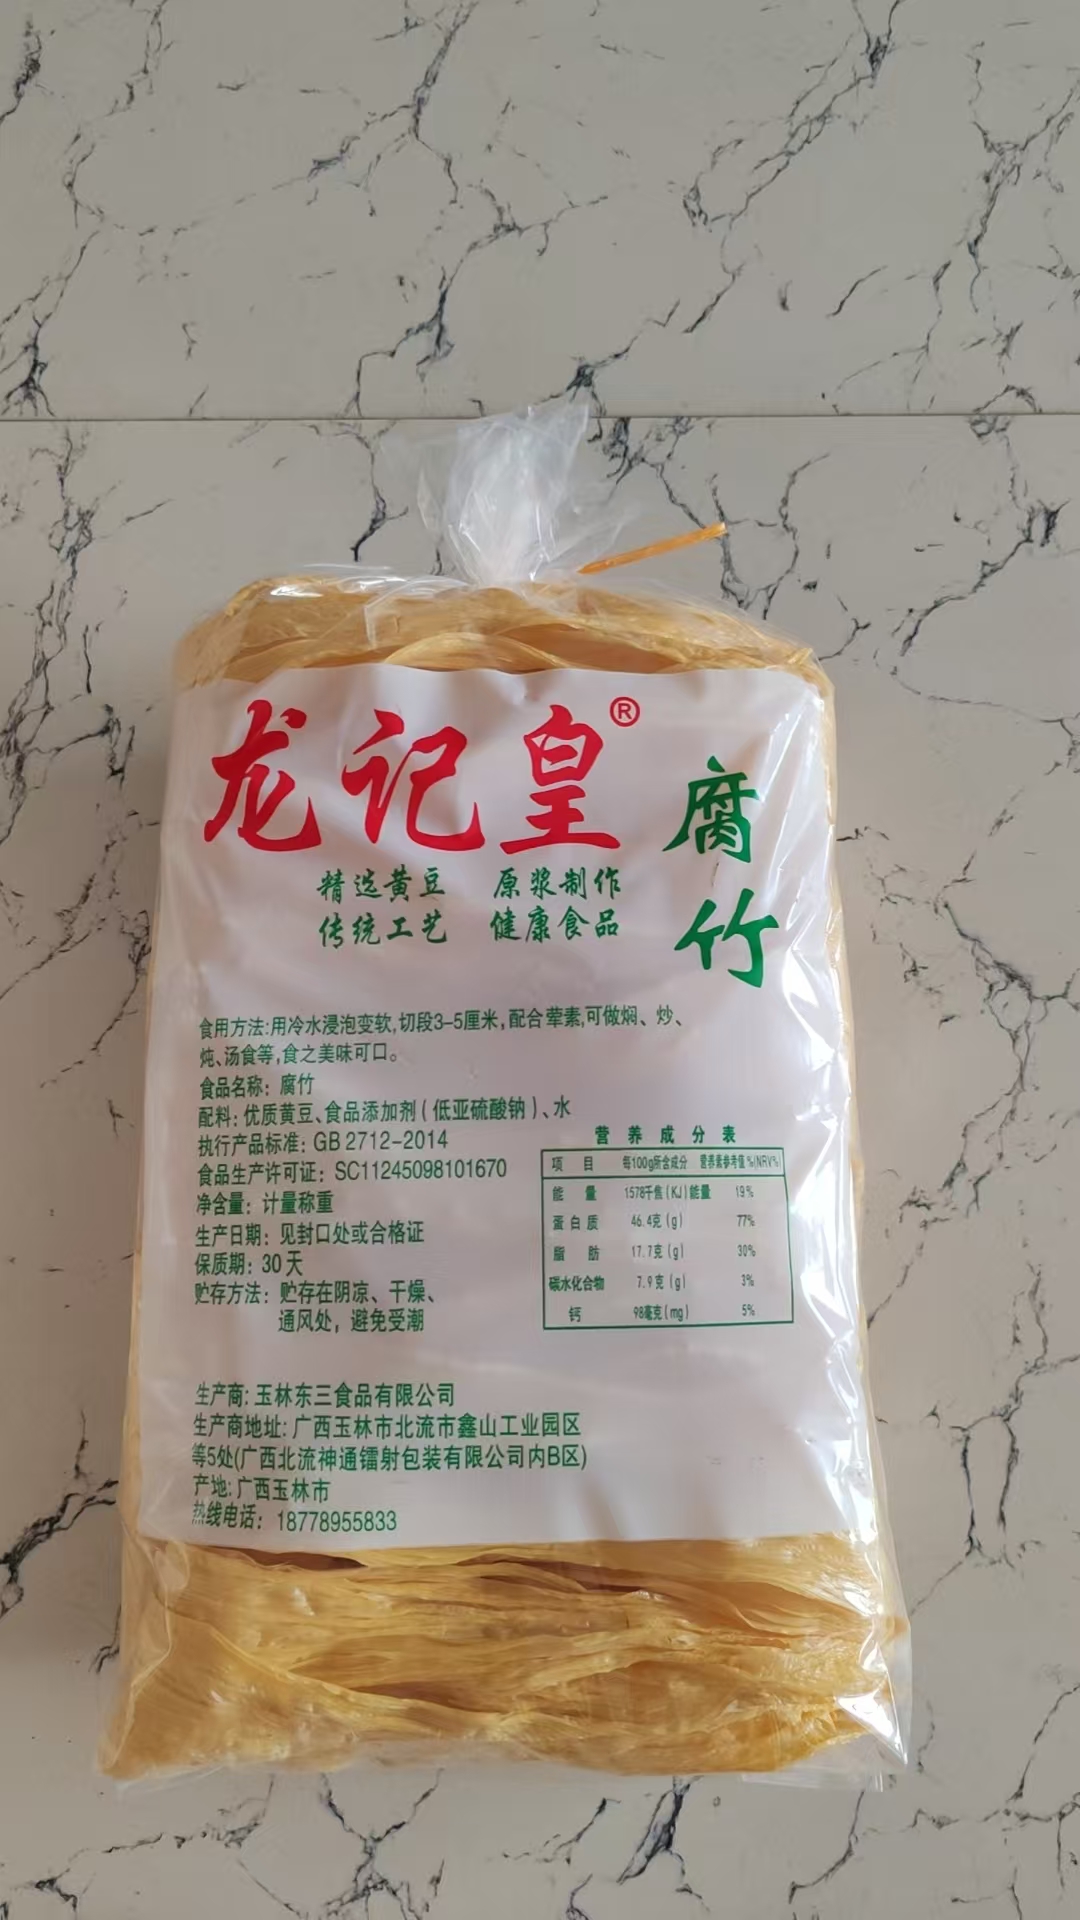 龙记皇®
腐竹
精选黄豆 原浆制作
传统工艺 健康食品
食用方法:用冷水浸泡变软,切段3-5厘米,配合荤素,可做焖、炒、
炖、汤食等,食之美味可口。
食品名称：腐竹
配料：优质黄豆、食品添加剂(低亚硫酸钠)、水
执行产品标准：GB 2712-2014
食品生产许可证：SC11245098101670
净含量：计量称重
生产日期：见封口处或合格证
保质期：30天
贮存方法：贮存在阴凉、干燥、
通风处，避免受潮
营养成分表
项目 每100g所含成分 营养素参考值%(NRV%)
能量 1578千焦(KJ)能量 19%
蛋白质 46.4克(g) 77%
脂肪 17.7克(g) 30%
碳水化合物 7.9克(g) 3%
钙 98毫克(mg) 5%
生产商:玉林东三食品有限公司
生产商地址:广西玉林市北流市鑫山工业园区
等5处(广西北流神通镭射包装有限公司内B区)
产地:广西玉林市
热线电话：18778955833